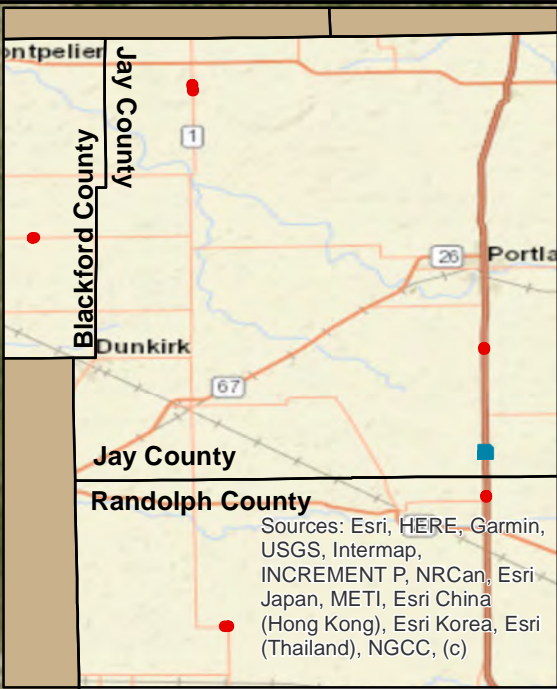 ontpelier
Jay County
1
Blackford County
26
Portla
Dunkirk
67
Jay County
Randolph County
Sources: Esri, HERE, Garmin,
USGS, Intermap,
INCREMENT P, NRCan, Esri
Japan, METI, Esri China
(Hong Kong), Esri Korea, Esri
(Thailand), NGCC, (c)